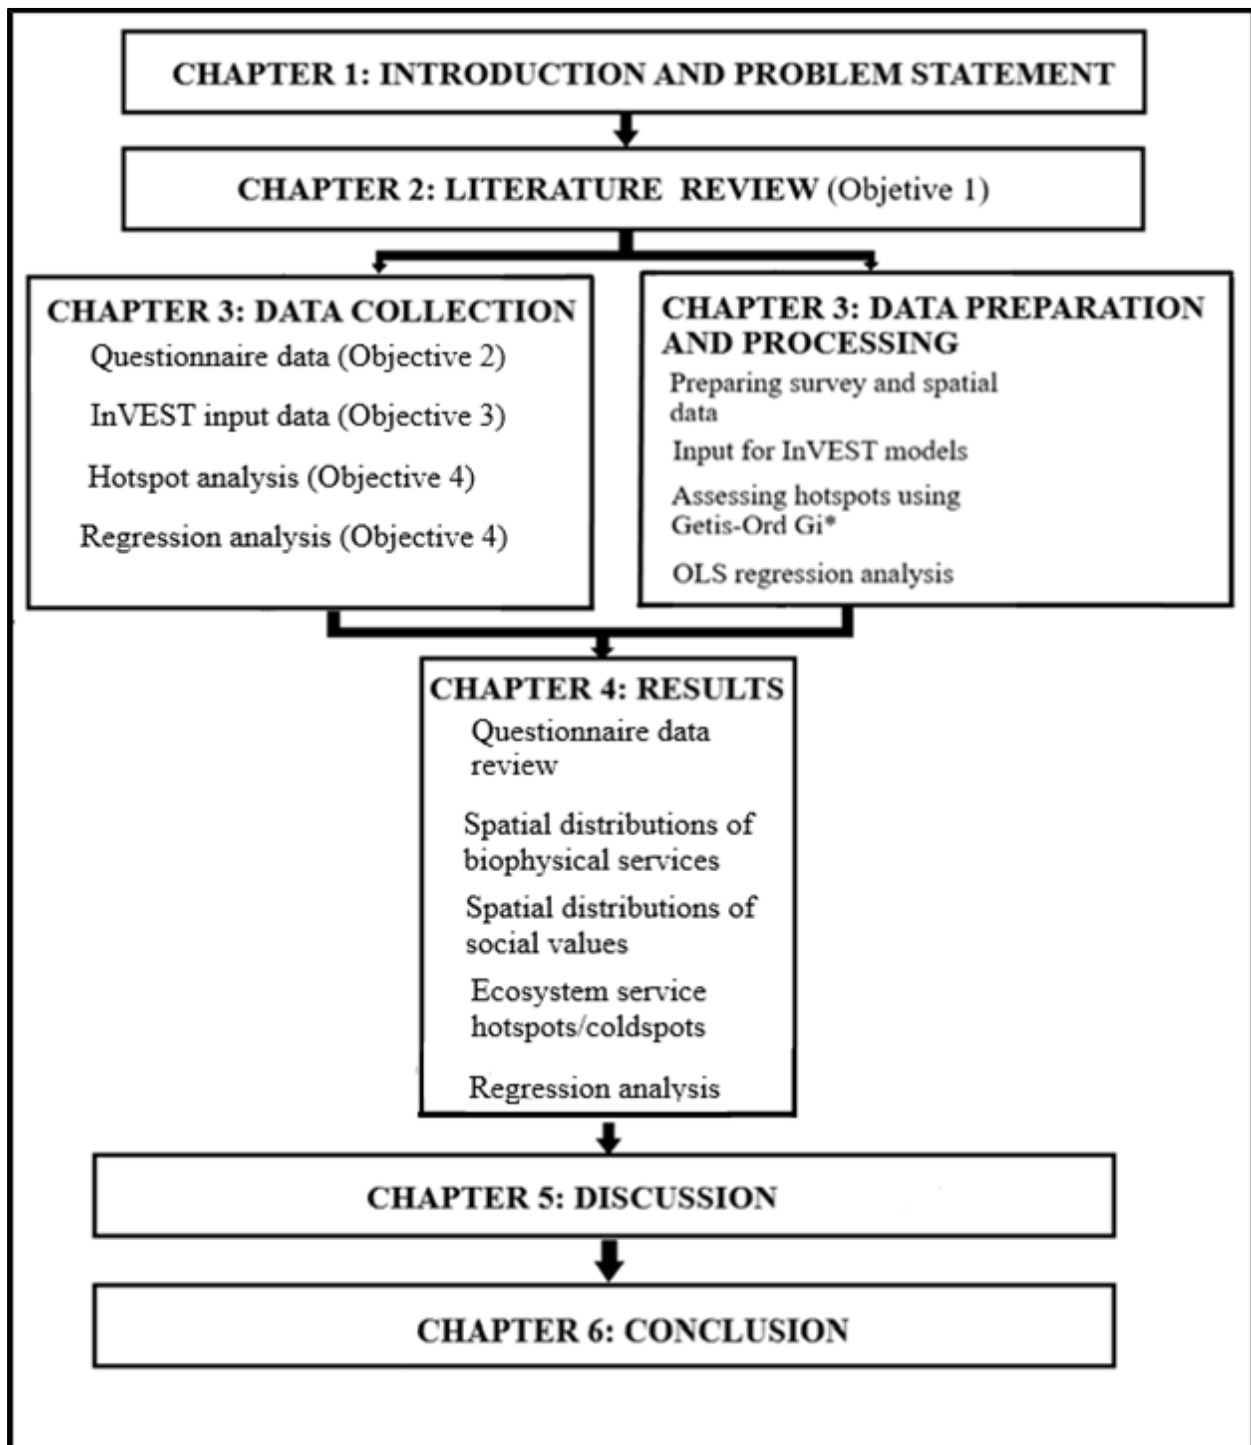 CHAPTER 1: INTRODUCTION AND PROBLEM STATEMENT
CHAPTER 2: LITERATURE REVIEW (Objetive 1)
CHAPTER 3: DATA COLLECTION
Questionnaire data (Objective 2)
InVEST input data (Objective 3)
Hotspot analysis (Objective 4)
Regression analysis (Objective 4)
CHAPTER 3: DATA PREPARATION
AND PROCESSING
Preparing survey and spatial
data
Input for InVEST models
Assessing hotspots using
Getis-Ord Gi*
OLS regression analysis
CHAPTER 4: RESULTS
Questionnaire data
review
Spatial distributions of
biophysical services
Spatial distributions of
social values
Ecosystem service
hotspots/coldspots
Regression analysis
CHAPTER 5: DISCUSSION
CHAPTER 6: CONCLUSION